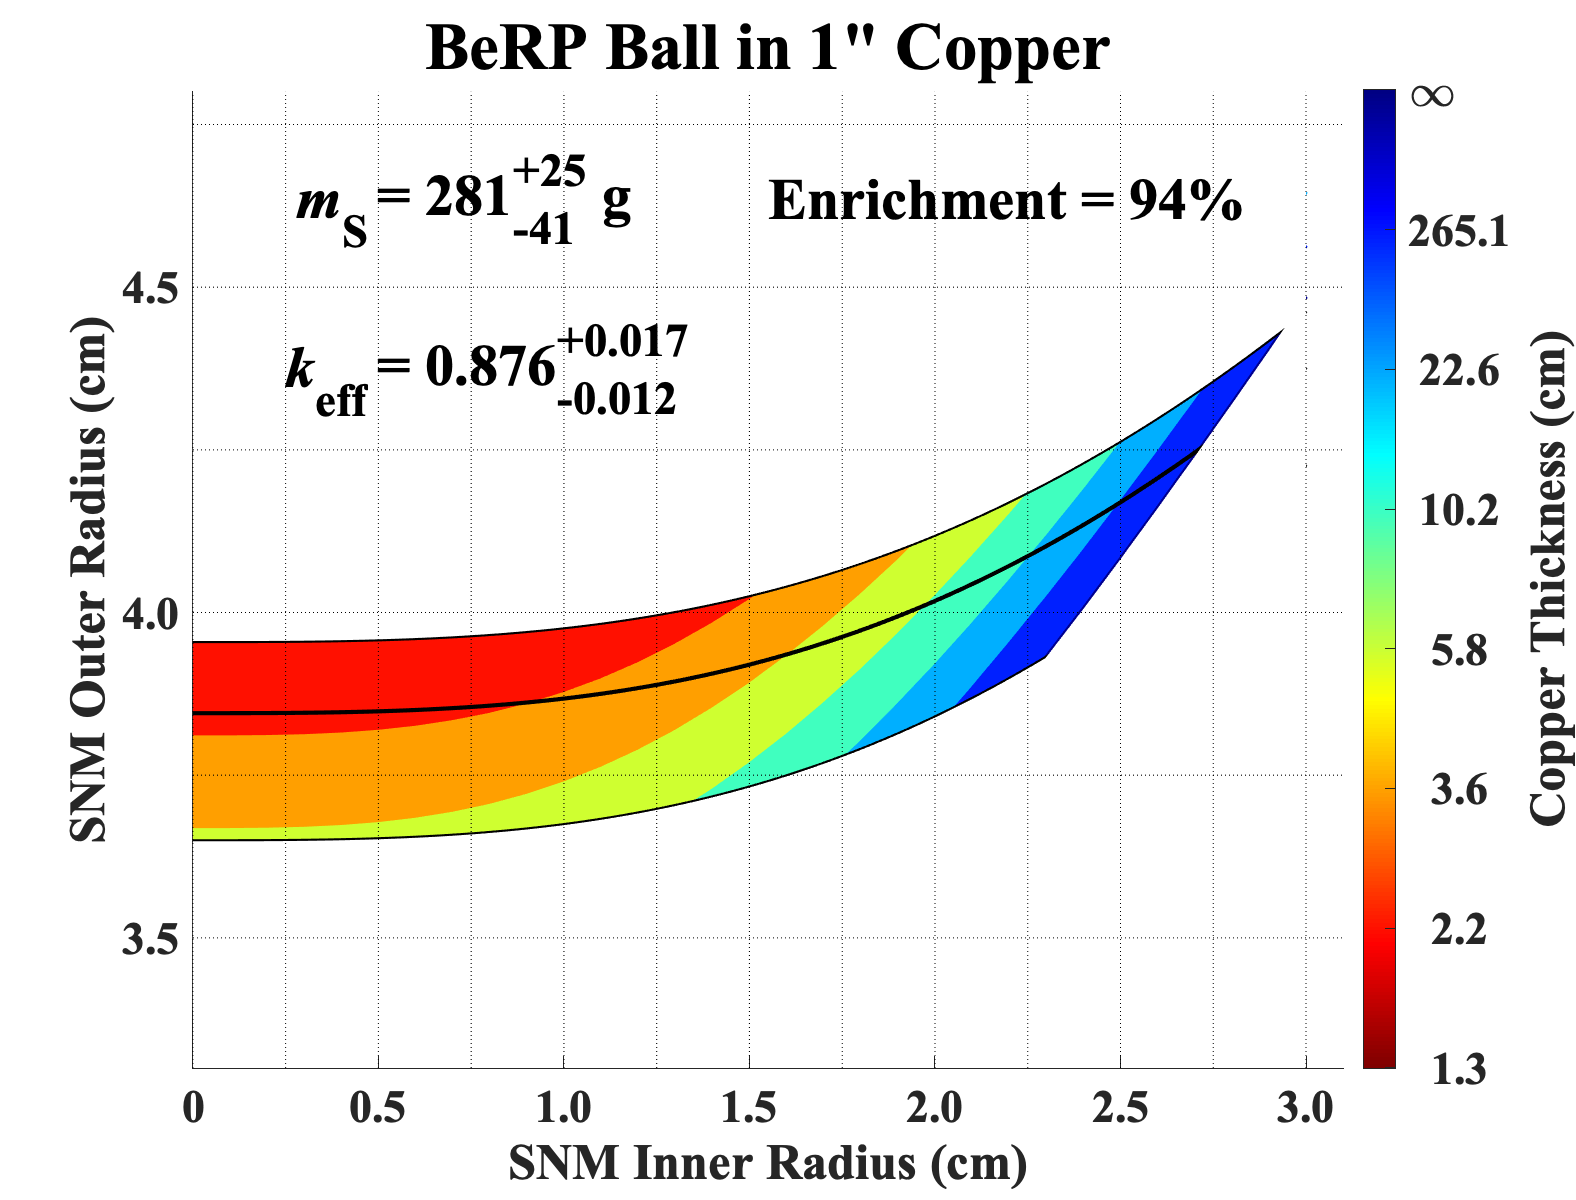 BeRP Ball in 1" Copper
m_S = 281 +25 -41 g
Enrichment = 94%
k_eff = 0.876 +0.017 -0.012
SNM Outer Radius (cm)
4.5
4.0
3.5
0 0.5 1.0 1.5 2.0 2.5 3.0
SNM Inner Radius (cm)
∞
265.1
22.6
10.2
5.8
3.6
2.2
1.3
Copper Thickness (cm)